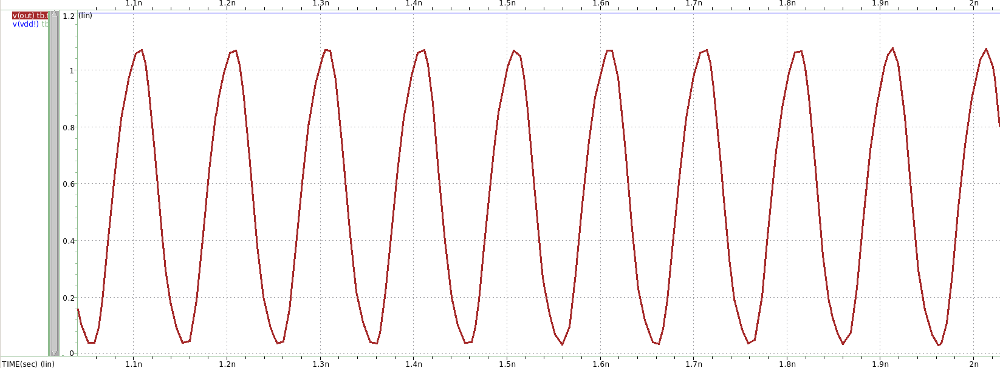 1.1n 1.2n 1.3n 1.4n 1.5n 1.6n 1.7n 1.8n 1.9n 2n
v(out) tb.
v(vdd!) tb
1.2 (lin)
1
0.8
0.6
0.4
0.2
0
TIME(sec) (lin) 1.1n 1.2n 1.3n 1.4n 1.5n 1.6n 1.7n 1.8n 1.9n 2n